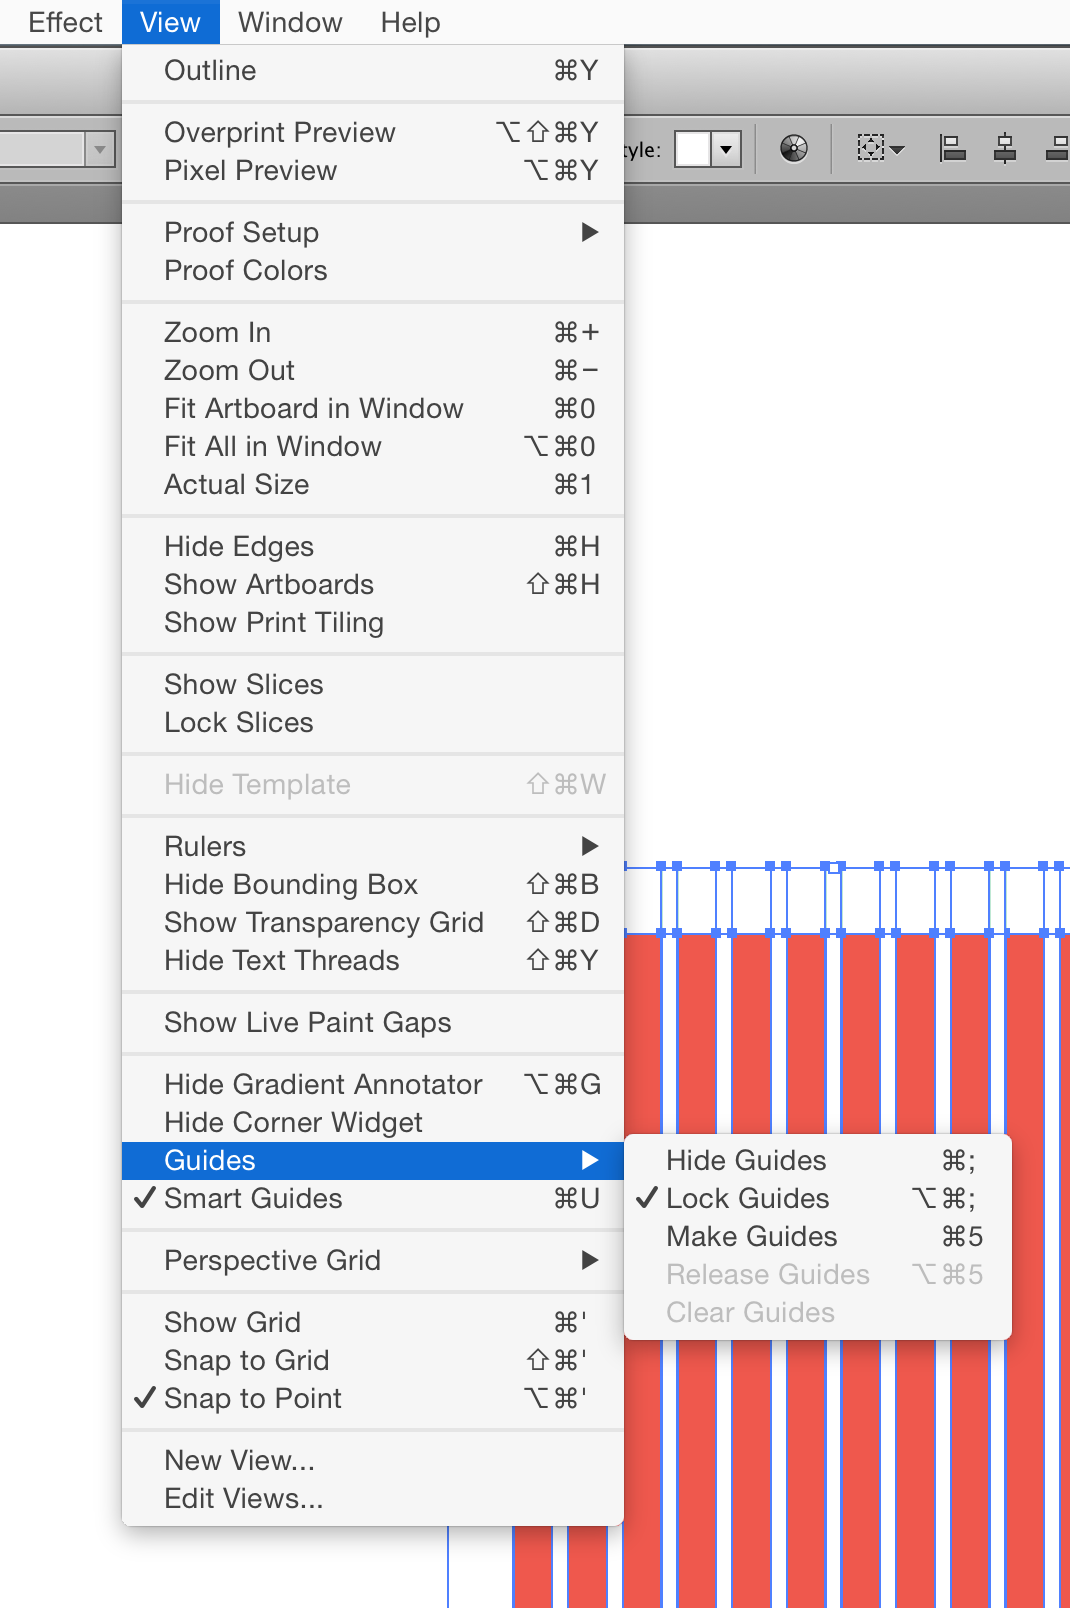 Effect View Window Help
Outline ⌘Y
Overprint Preview ⌥⇧⌘Y
Pixel Preview ⌥⌘Y
tyle:
Proof Setup ▶
Proof Colors
Zoom In ⌘+
Zoom Out ⌘−
Fit Artboard in Window ⌘0
Fit All in Window ⌥⌘0
Actual Size ⌘1
Hide Edges ⌘H
Show Artboards ⇧⌘H
Show Print Tiling
Show Slices
Lock Slices
Hide Template ⇧⌘W
Rulers ▶
Hide Bounding Box ⇧⌘B
Show Transparency Grid ⇧⌘D
Hide Text Threads ⇧⌘Y
Show Live Paint Gaps
Hide Gradient Annotator ⌥⌘G
Hide Corner Widget
Guides ▶
✓ Smart Guides ⌘U
Perspective Grid ▶
Show Grid ⌘'
Snap to Grid ⇧⌘'
✓ Snap to Point ⌥⌘'
New View...
Edit Views...
Hide Guides ⌘;
✓ Lock Guides ⌥⌘;
Make Guides ⌘5
Release Guides ⌥⌘5
Clear Guides